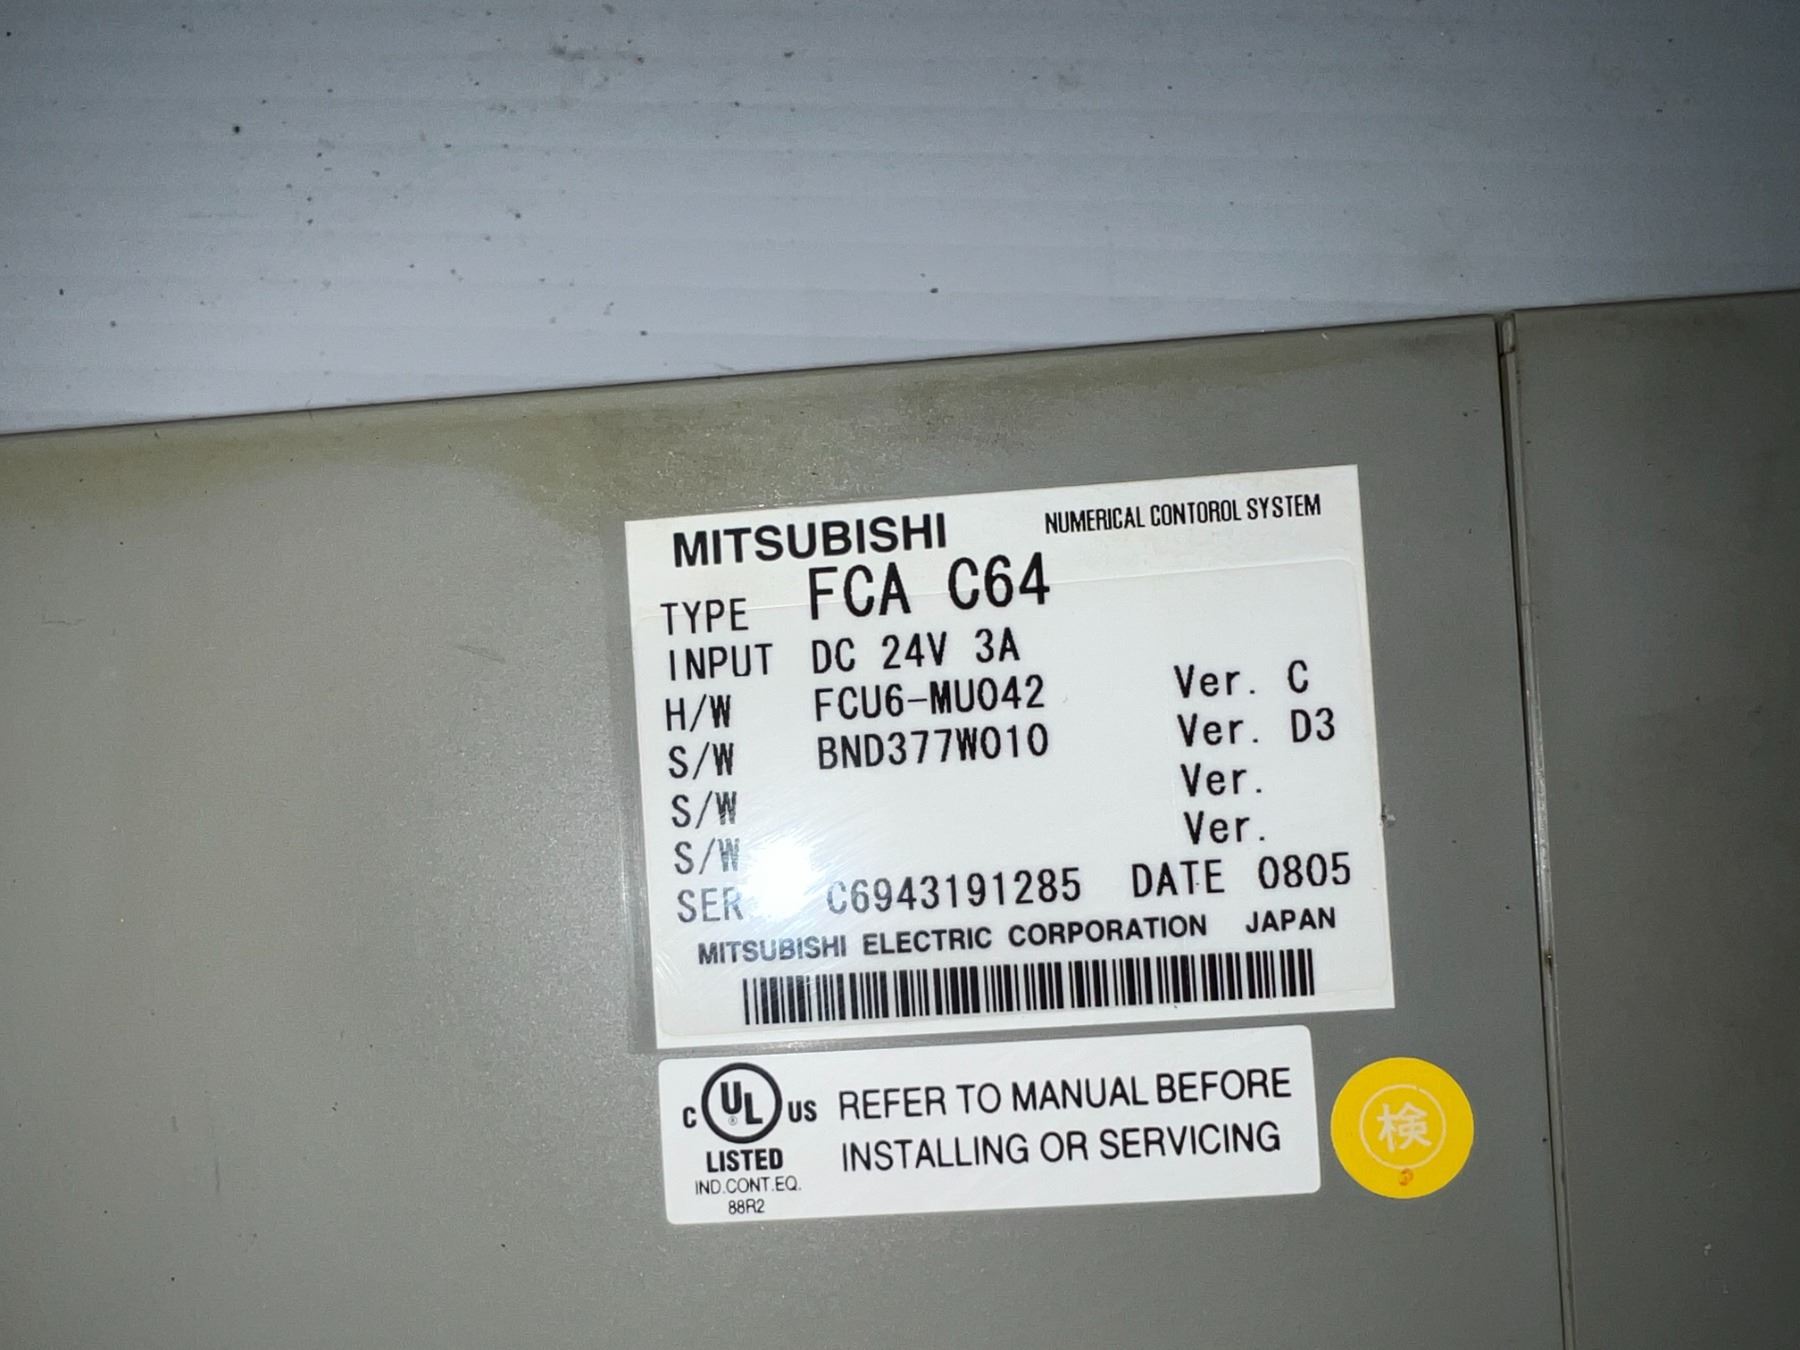 MITSUBISHI NUMERICAL CONTOROL SYSTEM
TYPE FCA C64
INPUT DC 24V 3A
H/W FCU6-MU042 Ver. C
S/W BND377W010 Ver. D3
S/W Ver.
S/W Ver.
SER C6943191285 DATE 0805
MITSUBISHI ELECTRIC CORPORATION JAPAN
C UL ® US
LISTED
IND.CONT.EQ.
88R2
REFER TO MANUAL BEFORE
INSTALLING OR SERVICING
検